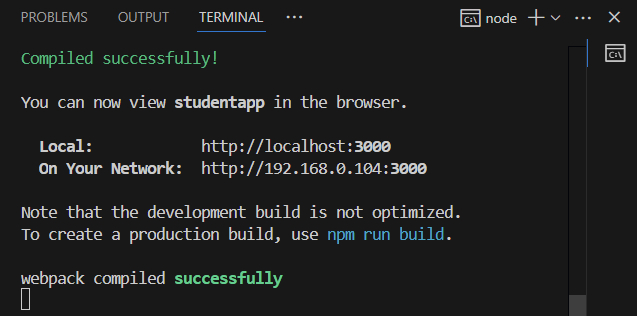 PROBLEMS OUTPUT TERMINAL ··· node ···
Compiled successfully!
You can now view studentapp in the browser.
Local: http://localhost:3000
On Your Network: http://192.168.0.104:3000
Note that the development build is not optimized.
To create a production build, use npm run build.
webpack compiled successfully